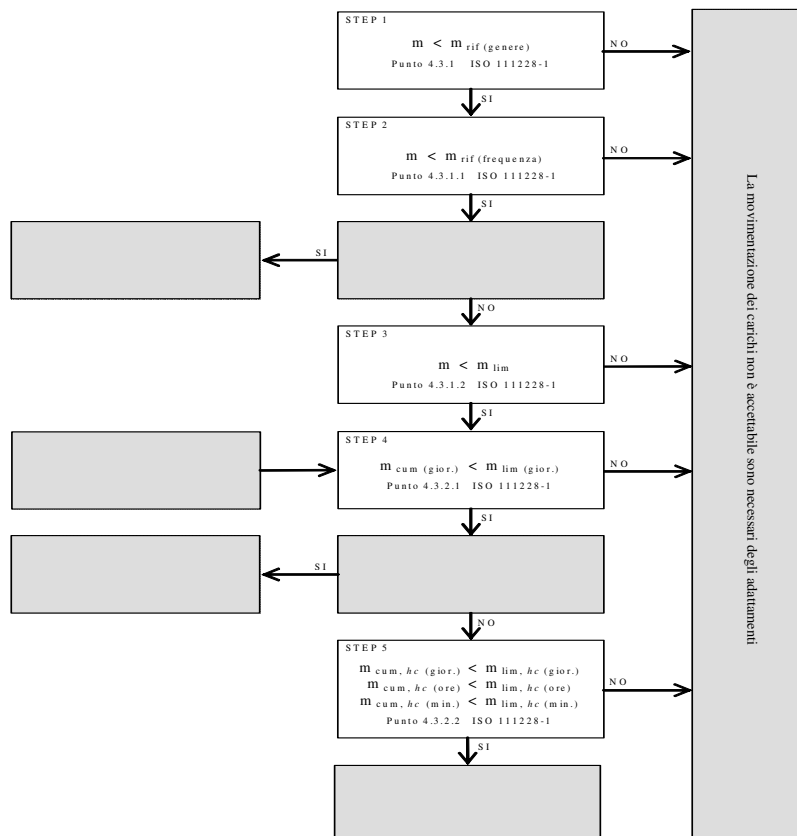 STEP 1
m < m rif (genere)
NO
Punto 4.3.1 ISO 111228-1
SI
STEP 2
m < m rif (frequenza)
NO
Punto 4.3.1.1 ISO 111228-1
SI
SI
NO
STEP 3
m < m lim
NO
Punto 4.3.1.2 ISO 111228-1
SI
STEP 4
m cum (gior.) < m lim (gior.)
NO
Punto 4.3.2.1 ISO 111228-1
SI
SI
NO
STEP 5
m cum, hc (gior.) < m lim, hc (gior.)
m cum, hc (ore) < m lim, hc (ore)
NO
m cum, hc (min.) < m lim, hc (min.)
Punto 4.3.2.2 ISO 111228-1
SI
La movimentazione dei carichi non è accettabile sono necessari degli adattamenti